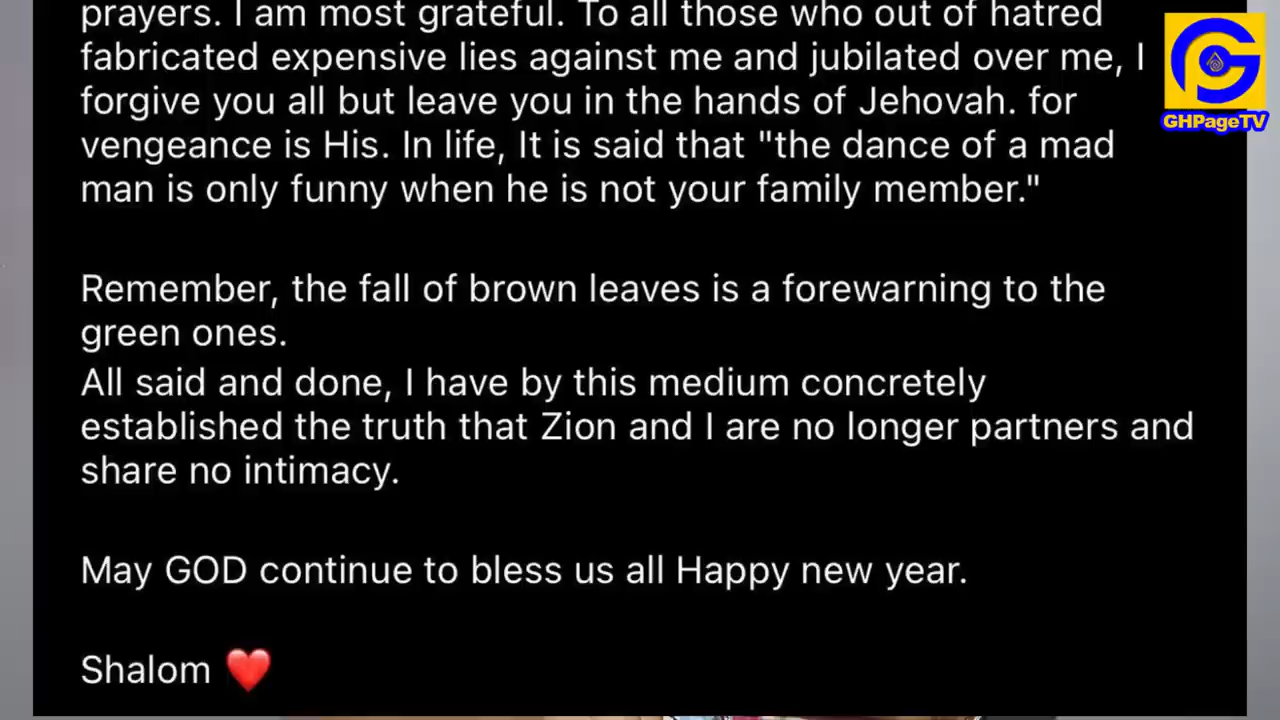 prayers. I am most grateful. To all those who out of hatred
fabricated expensive lies against me and jubilated over me, I
forgive you all but leave you in the hands of Jehovah. for
vengeance is His. In life, It is said that "the dance of a mad
man is only funny when he is not your family member."
Remember, the fall of brown leaves is a forewarning to the
green ones.
All said and done, I have by this medium concretely
established the truth that Zion and I are no longer partners and
share no intimacy.
May GOD continue to bless us all Happy new year.
Shalom ❤️
GHPageTV